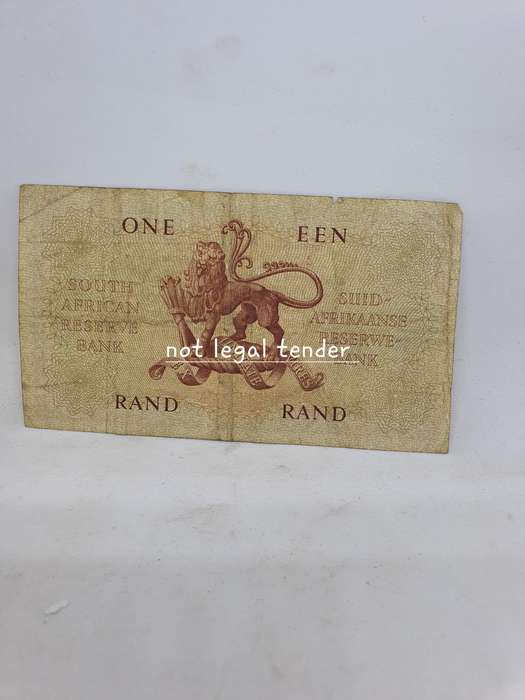 ONE EEN
SOUTH
AFRICAN
RESERVE
BANK
SUID-
AFRIKAANSE
RESERWE-
BANK
not legal tender
RAND RAND